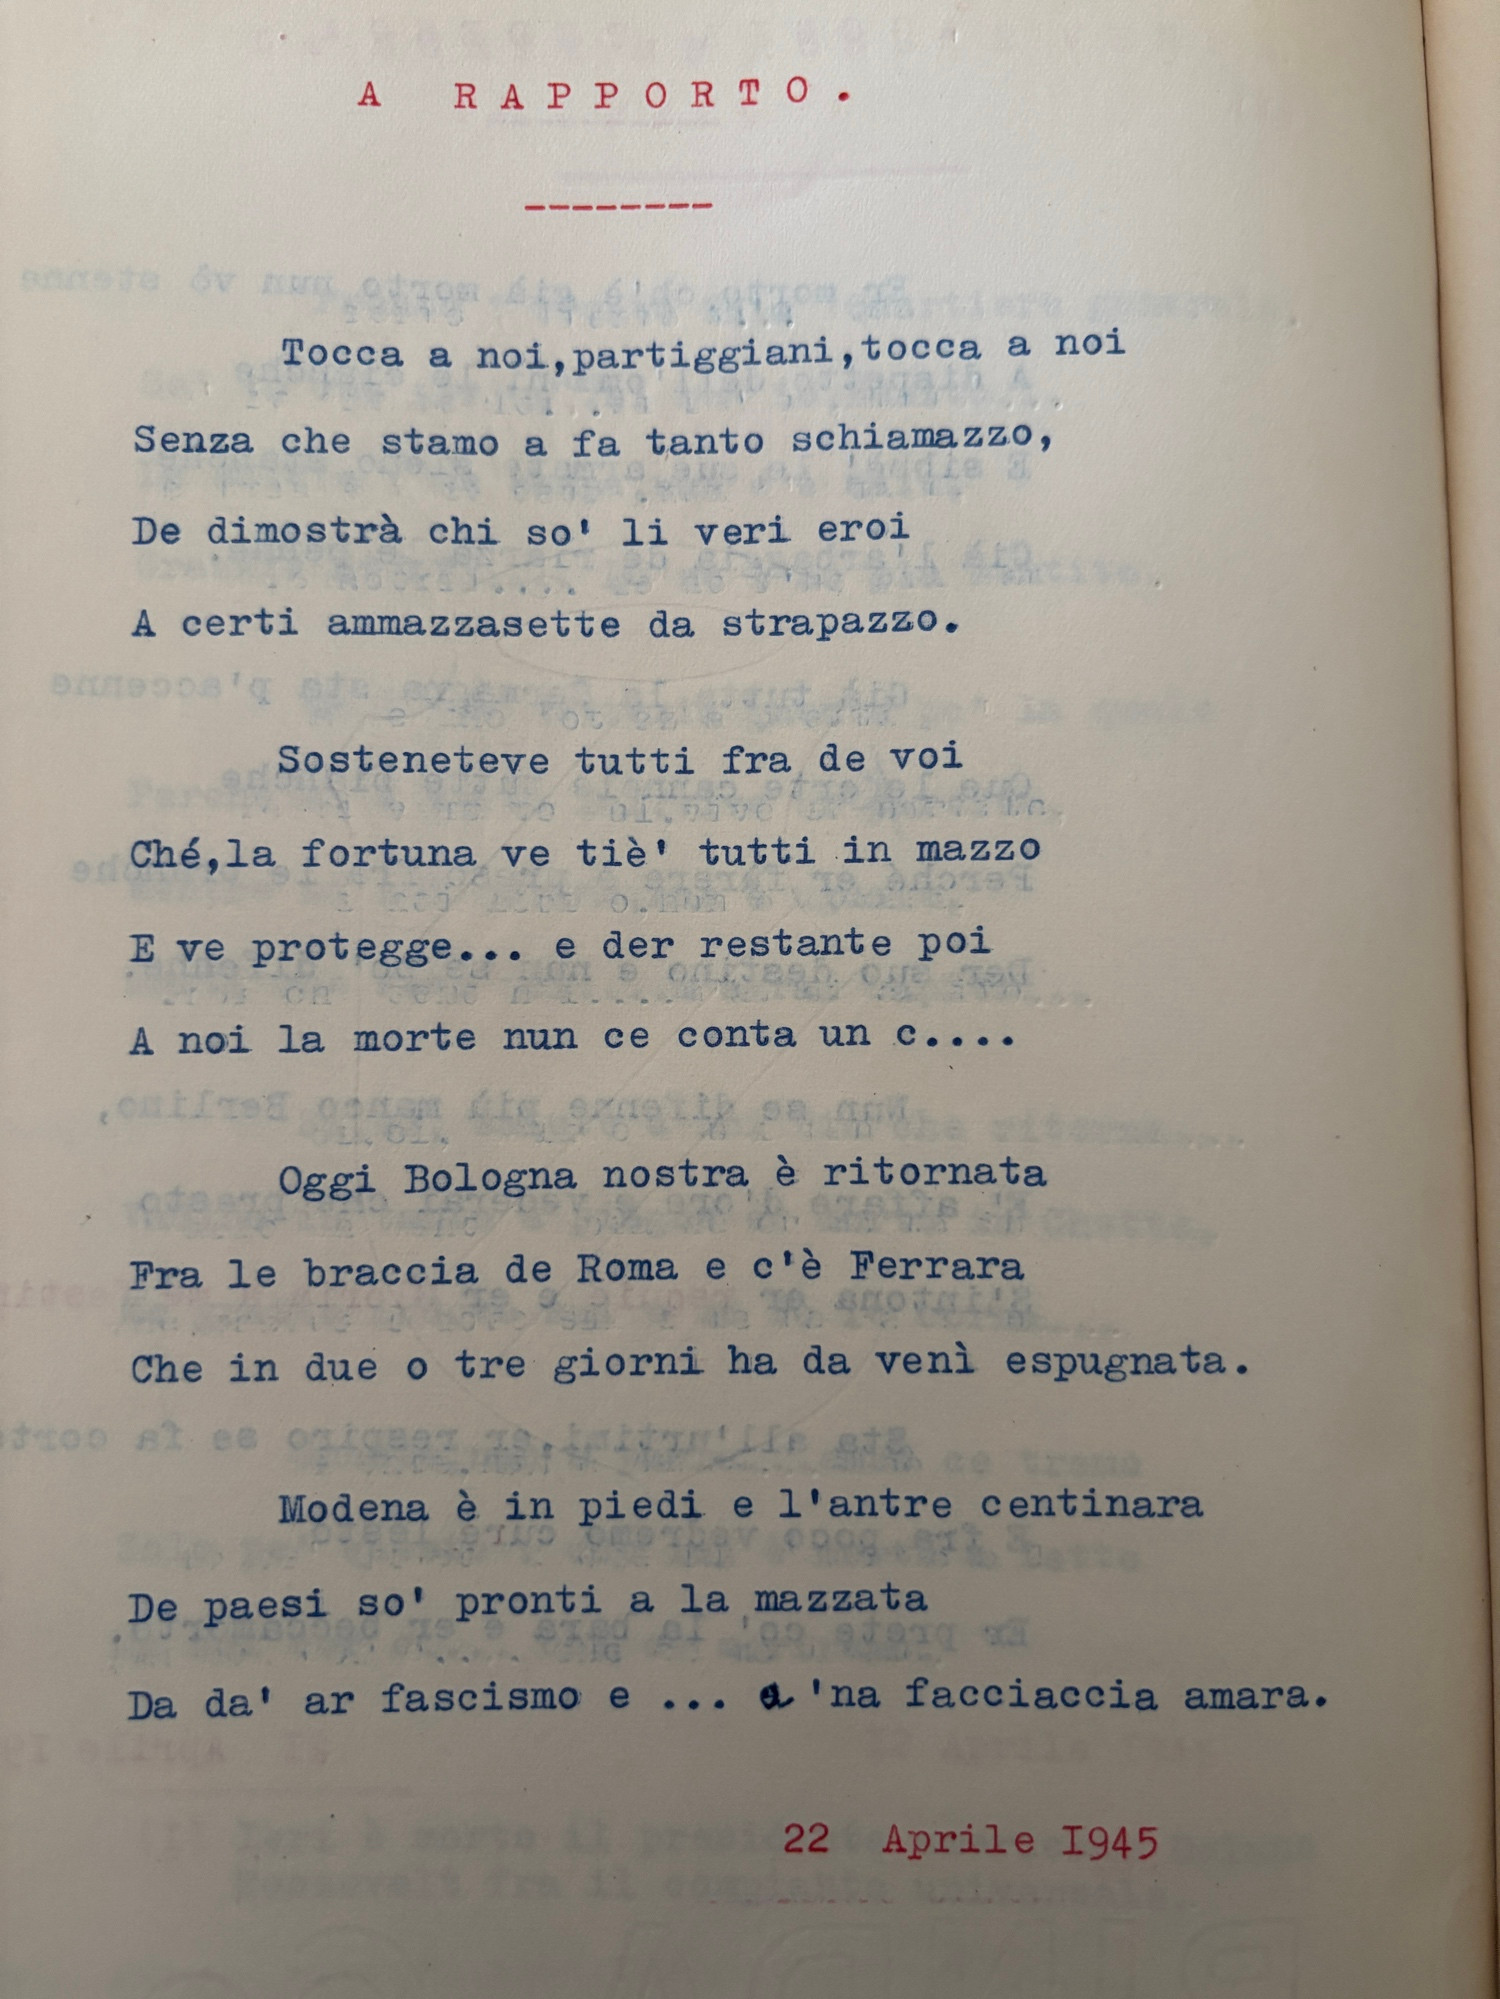 A RAPPORTO.
--------
Tocca a noi,partiggiani,tocca a noi
Senza che stamo a fa tanto schiamazzo,
De dimostrà chi so' li veri eroi
A certi ammazzasette da strapazzo.
Sosteneteve tutti fra de voi
Ché,la fortuna ve tiè' tutti in mazzo
E ve protegge... e der restante poi
A noi la morte nun ce conta un c....
Oggi Bologna nostra è ritornata
Fra le braccia de Roma e c'è Ferrara
Che in due o tre giorni ha da venì espugnata.
Modena è in piedi e l'antre centinara
De paesi so' pronti a la mazzata
Da da' ar fascismo e ... a 'na facciaccia amara.
22 Aprile I945